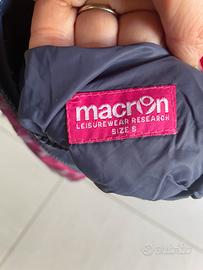 macron
LEISUREWEAR RESEARCH
SIZE S
subito